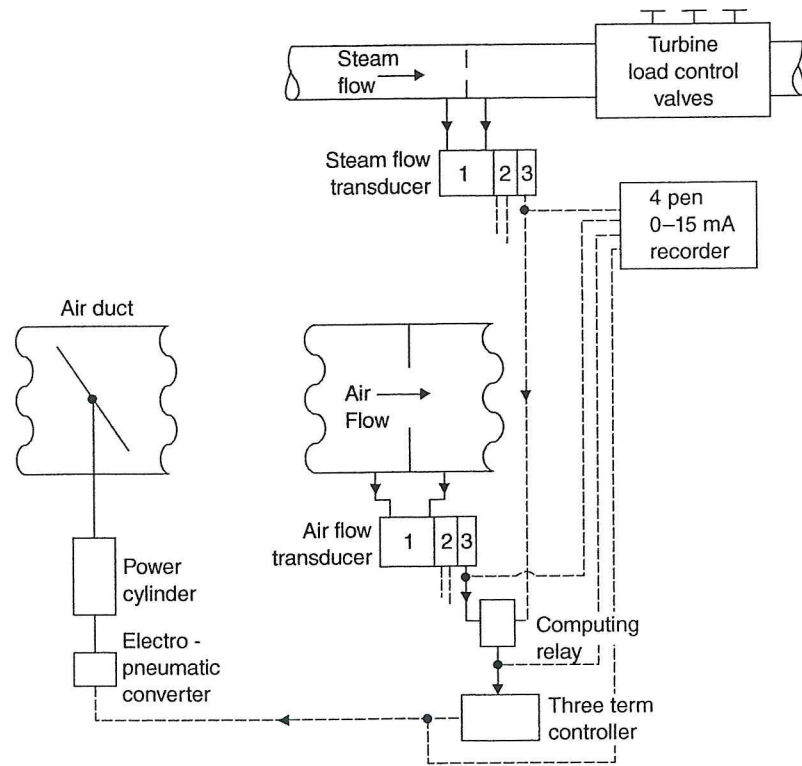 Steam
flow
Turbine
load control
valves
Steam flow
transducer
1
2
3
4 pen
0–15 mA
recorder
Air duct
Air
Flow
Air flow
transducer
1
2
3
Power
cylinder
Computing
relay
Electro -
pneumatic
converter
Three term
controller